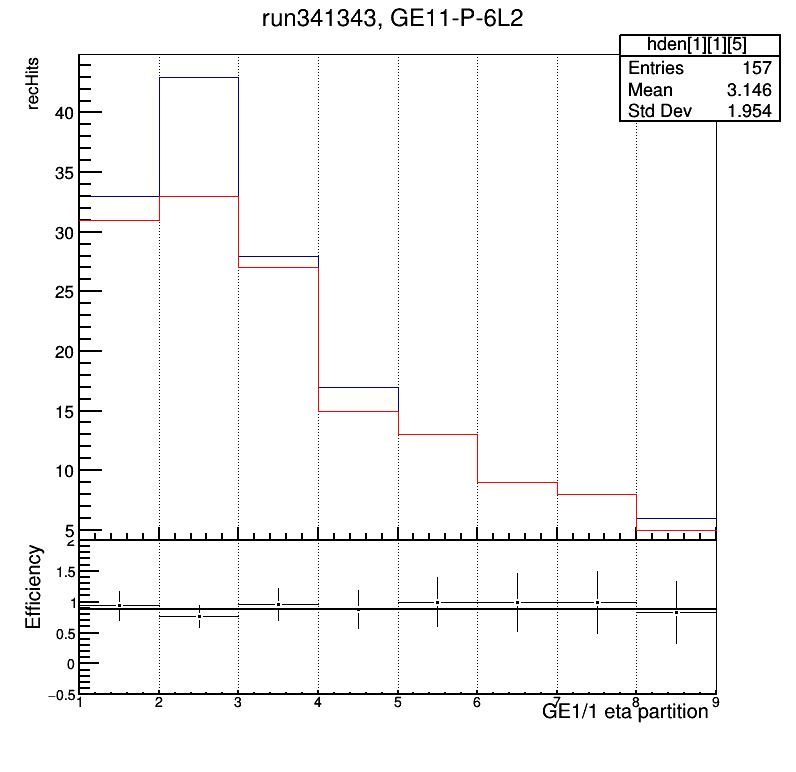 run341343, GE11-P-6L2
hden[1][1][5]
Entries 157
Mean 3.146
Std Dev 1.954
recHits
40
35
30
25
20
15
10
5
Efficiency
2
1.5
1
0.5
0
−0.5
1 2 3 4 5 6 7 8 9
GE1/1 eta partition